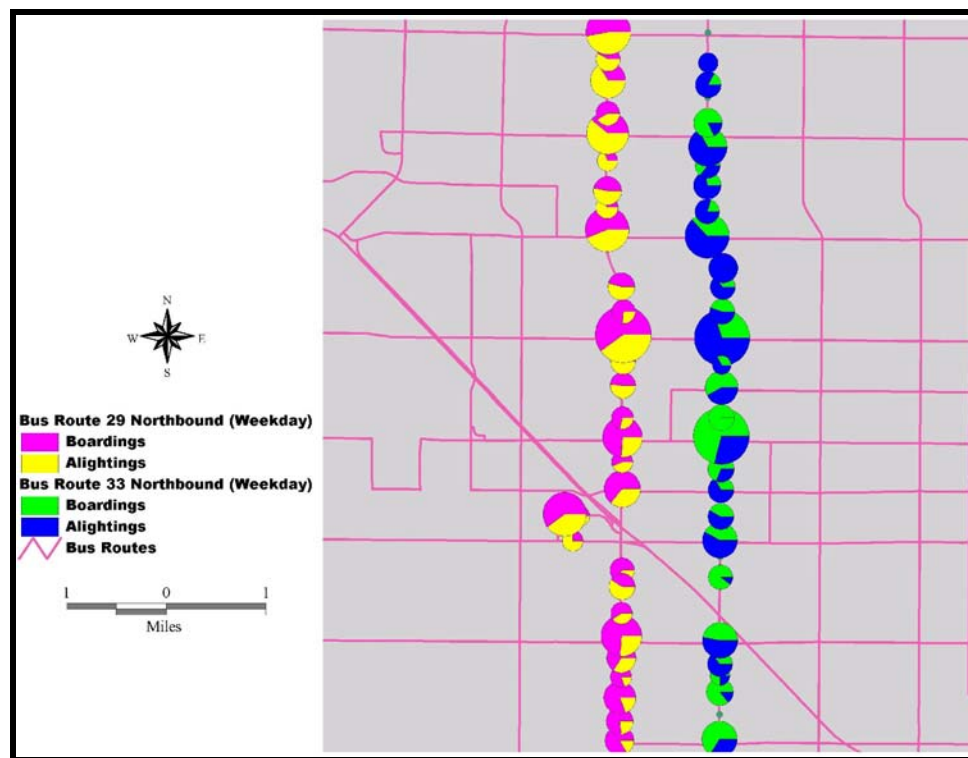 N
W E
S
Bus Route 29 Northbound (Weekday)
Boardings
Alightings
Bus Route 33 Northbound (Weekday)
Boardings
Alightings
Bus Routes
1 0 1
Miles